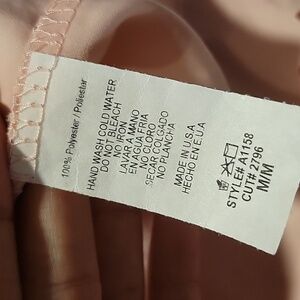 100% Polyester / Poliestar
HAND WASH COLD WATER
DO NOT BLEACH
NO IRON
LAVAR A MANO
EN AGUA FRIA
NO CLORO
SECAR COLGADO
NO PLANCHA
MADE IN U.S.A
HECHO EN E.U.A
STYLE# A1158
CUT# 2796
M/M